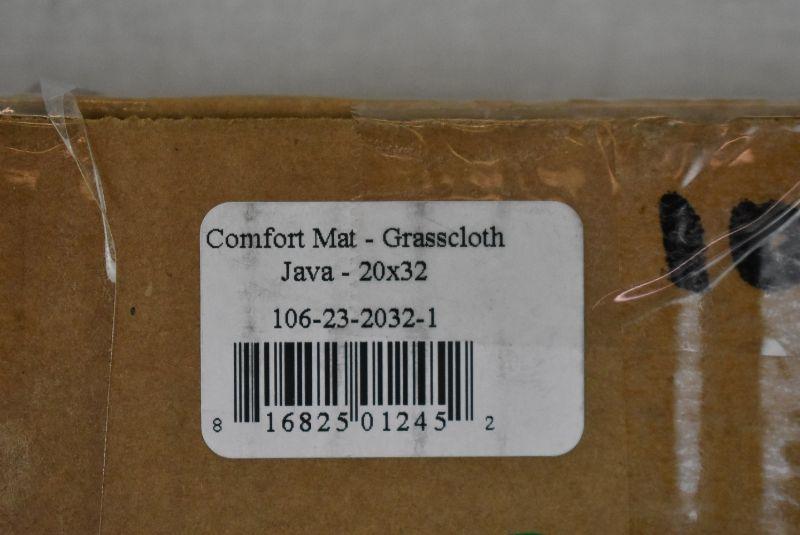 Comfort Mat - Grasscloth
Java - 20x32
106-23-2032-1
8 16825 01245 2